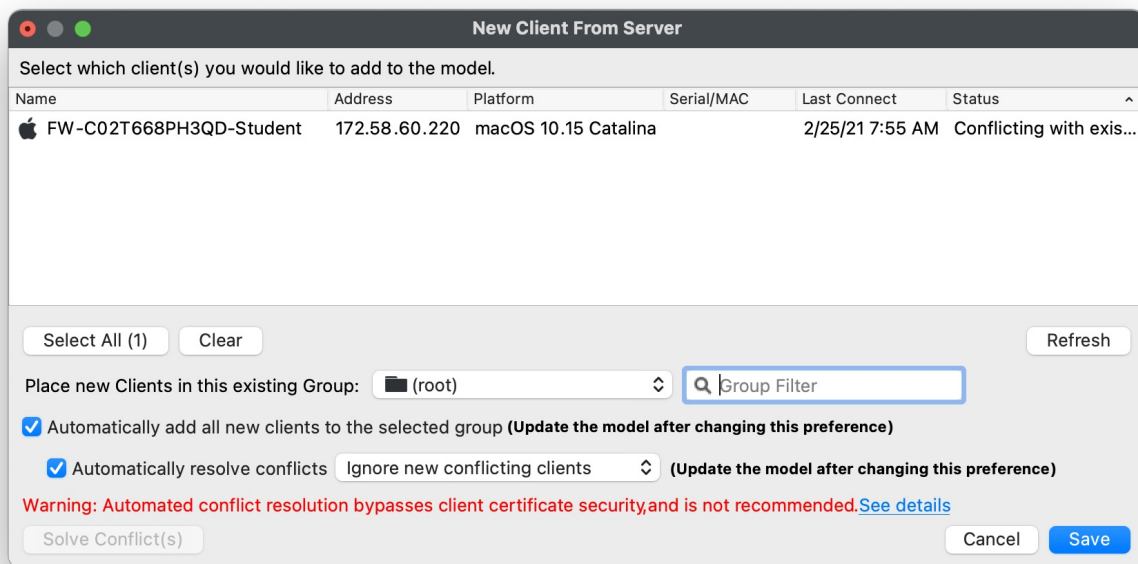 New Client From Server
Select which client(s) you would like to add to the model.
Name Address Platform Serial/MAC Last Connect Status
FW-C02T668PH3QD-Student 172.58.60.220 macOS 10.15 Catalina 2/25/21 7:55 AM Conflicting with exis...
Select All (1) Clear Refresh
Place new Clients in this existing Group: (root) Group Filter
Automatically add all new clients to the selected group (Update the model after changing this preference)
Automatically resolve conflicts Ignore new conflicting clients (Update the model after changing this preference)
Warning: Automated conflict resolution bypasses client certificate security,and is not recommended.See details
Solve Conflict(s) Cancel Save